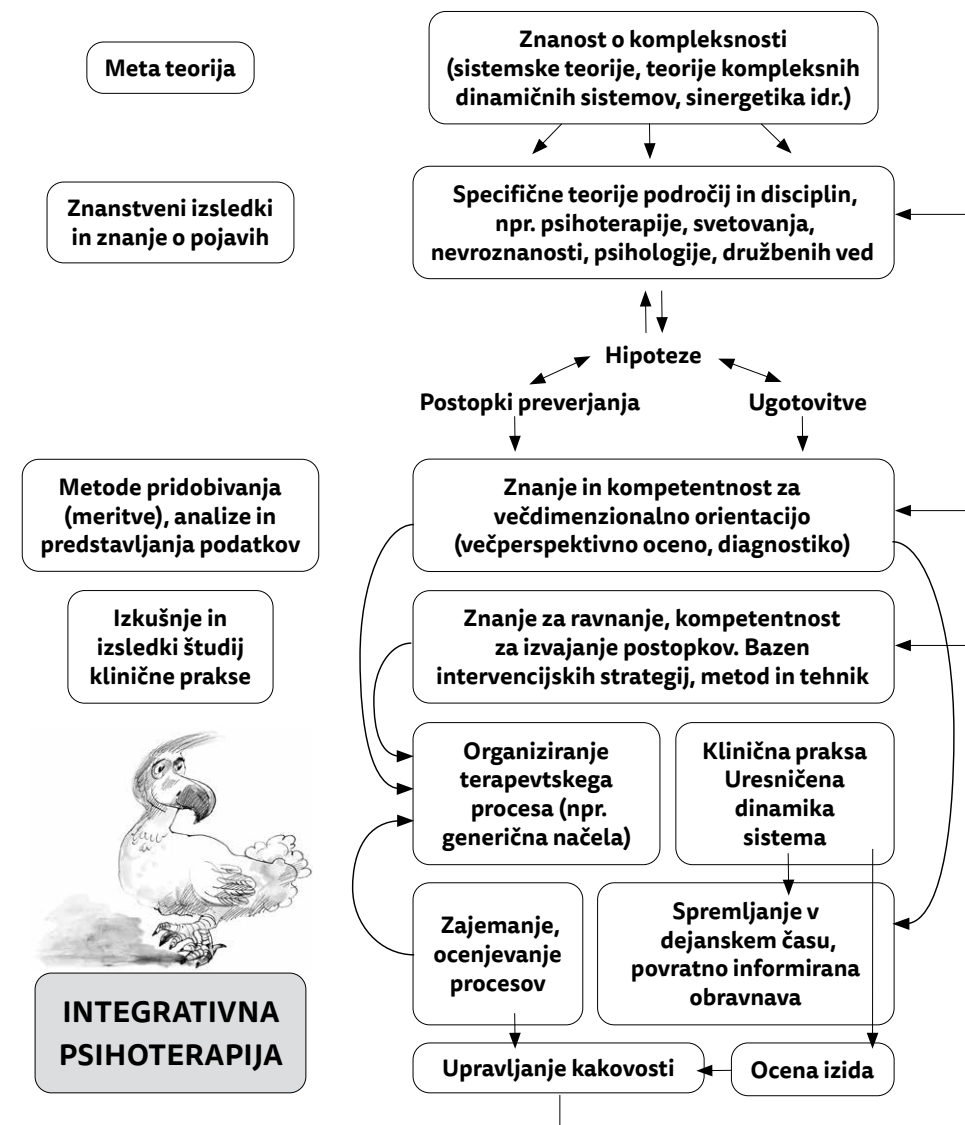 Meta teorija
Znanost o kompleksnosti
(sistemske teorije, teorije kompleksnih
dinamičnih sistemov, sinergetika idr.)
Znanstveni izsledki
in znanje o pojavih
Specifične teorije področij in disciplin,
npr. psihoterapije, svetovanja,
nevroznanosti, psihologije, družbenih ved
Hipoteze
Postopki preverjanja
Ugotovitve
Metode pridobivanja
(meritve), analize in
predstavljanja podatkov
Znanje in kompetentnost za
večdimenzionalno orientacijo
(večperspektivno oceno, diagnostiko)
Izkušnje in
izsledki študij
klinične prakse
Znanje za ravnanje, kompetentnost
za izvajanje postopkov. Bazen
intervencijskih strategij, metod in tehnik
Organiziranje
terapevtskega
procesa (npr.
generična načela)
Klinična praksa
Uresničena
dinamika
sistema
Zajemanje,
ocenjevanje
procesov
Spremljanje v
dejanskem času,
povratno informirana
obravnava
INTEGRATIVNA
PSIHOTERAPIJA
Upravljanje kakovosti
Ocena izida